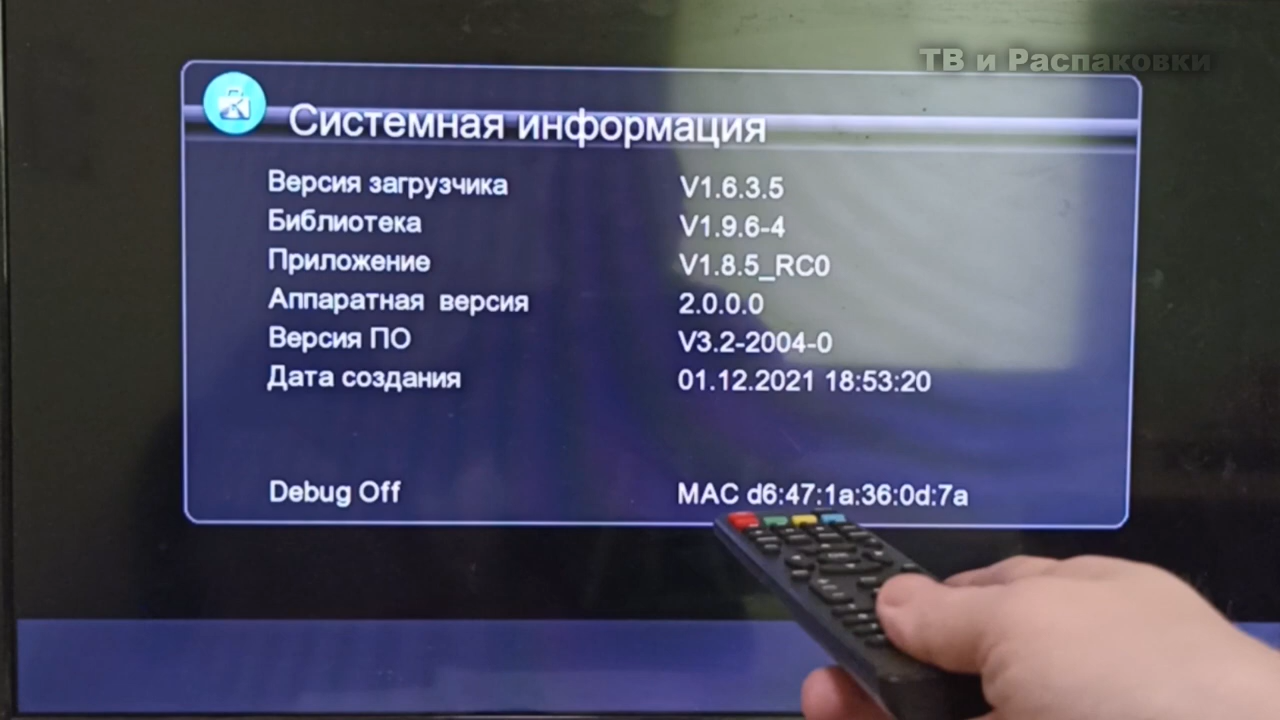 ТВ и Распаковки
Системная информация
Версия загрузчика V1.6.3.5
Библиотека V1.9.6-4
Приложение V1.8.5_RC0
Аппаратная версия 2.0.0.0
Версия ПО V3.2-2004-0
Дата создания 01.12.2021 18:53:20
Debug Off MAC d6:47:1a:36:0d:7a